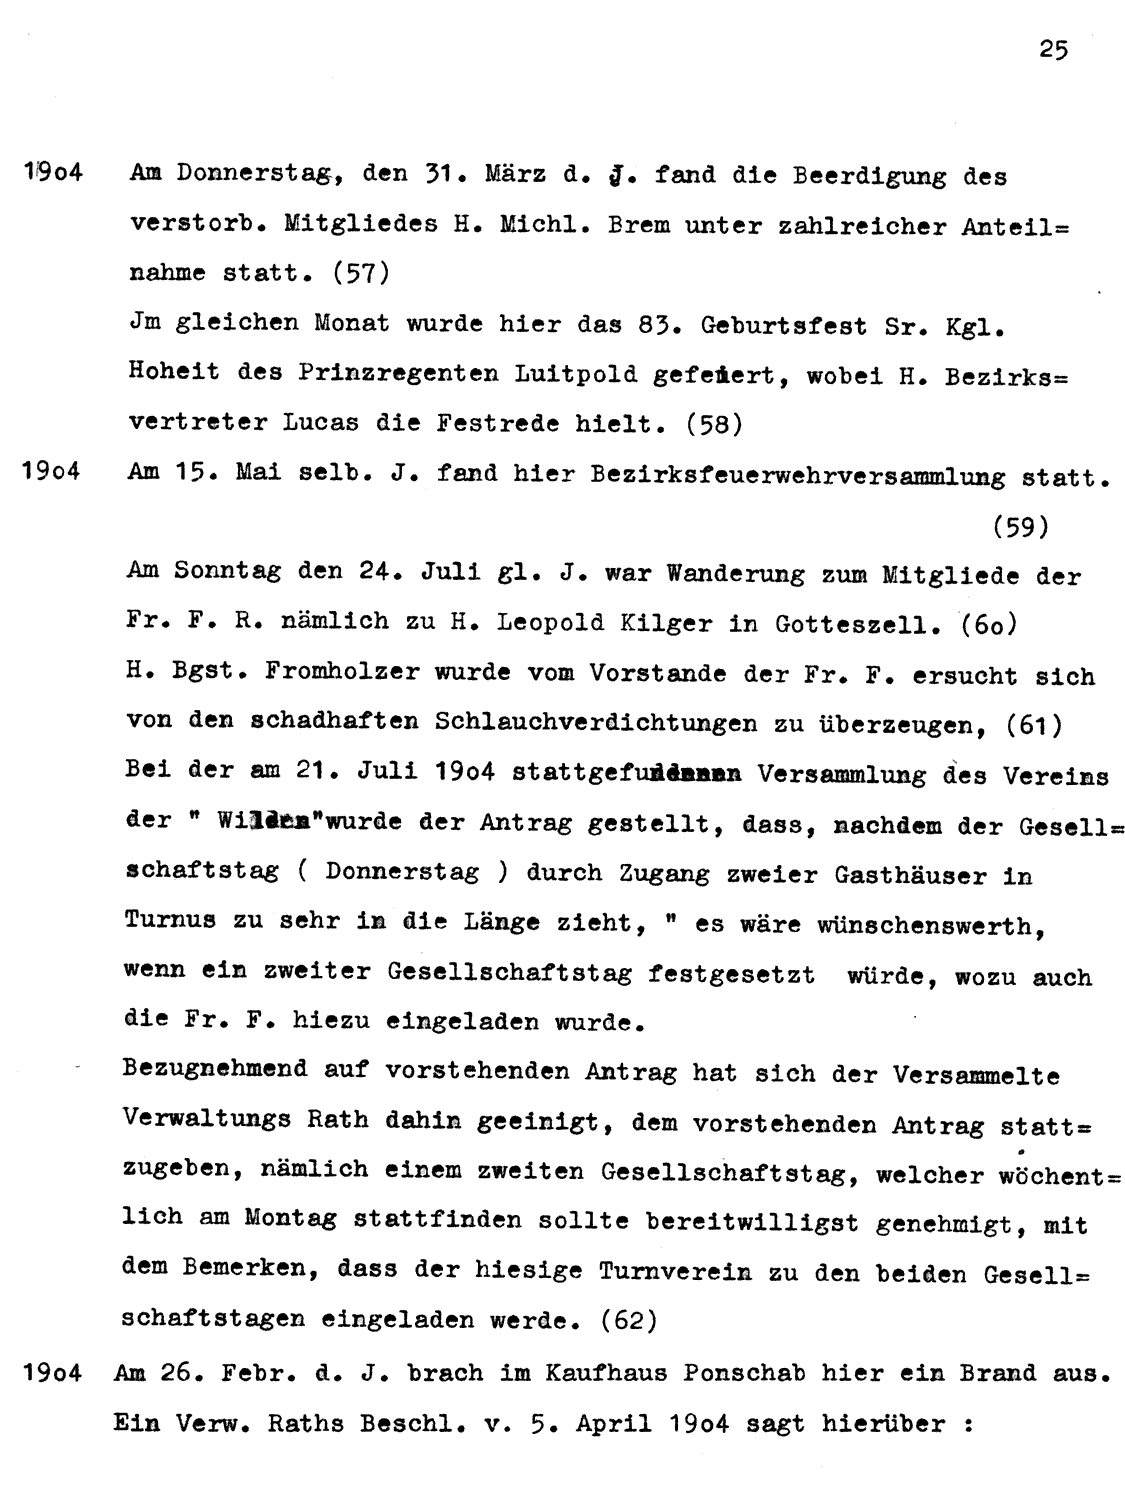 25
19o4 Am Donnerstag, den 31. März d. J. fand die Beerdigung des
verstorb. Mitgliedes H. Michl. Brem unter zahlreicher Anteil=
nahme statt. (57)
Jm gleichen Monat wurde hier das 83. Geburtsfest Sr. Kgl.
Hoheit des Prinzregenten Luitpold gefeiert, wobei H. Bezirks=
vertreter Lucas die Festrede hielt. (58)
19o4 Am 15. Mai selb. J. fand hier Bezirksfeuerwehrversammlung statt.
(59)
Am Sonntag den 24. Juli gl. J. war Wanderung zum Mitgliede der
Fr. F. R. nämlich zu H. Leopold Kilger in Gotteszell. (6o)
H. Bgst. Fromholzer wurde vom Vorstande der Fr. F. ersucht sich
von den schadhaften Schlauchverdichtungen zu überzeugen, (61)
Bei der am 21. Juli 19o4 Versammlung des Vereins
der " Wilden"wurde der Antrag gestellt, dass, nachdem der Gesell=
schaftstag ( Donnerstag ) durch Zugang zweier Gasthäuser in
Turnus zu sehr in die Länge zieht, " es wäre wünschenswerth,
wenn ein zweiter Gesellschaftstag festgesetzt würde, wozu auch
die Fr. F. hiezu eingeladen wurde.
Bezugnehmend auf vorstehenden Antrag hat sich der Versammelte
Verwaltungs Rath dahin geeinigt, dem vorstehenden Antrag statt=
zugeben, nämlich einem zweiten Gesellschaftstag, welcher wöchent=
lich am Montag stattfinden sollte bereitwilligst genehmigt, mit
dem Bemerken, dass der hiesige Turnverein zu den beiden Gesell=
schaftstagen eingeladen werde. (62)
19o4 Am 26. Febr. d. J. brach im Kaufhaus Ponschab hier ein Brand aus.
Ein Verw. Raths Beschl. v. 5. April 19o4 sagt hierüber :